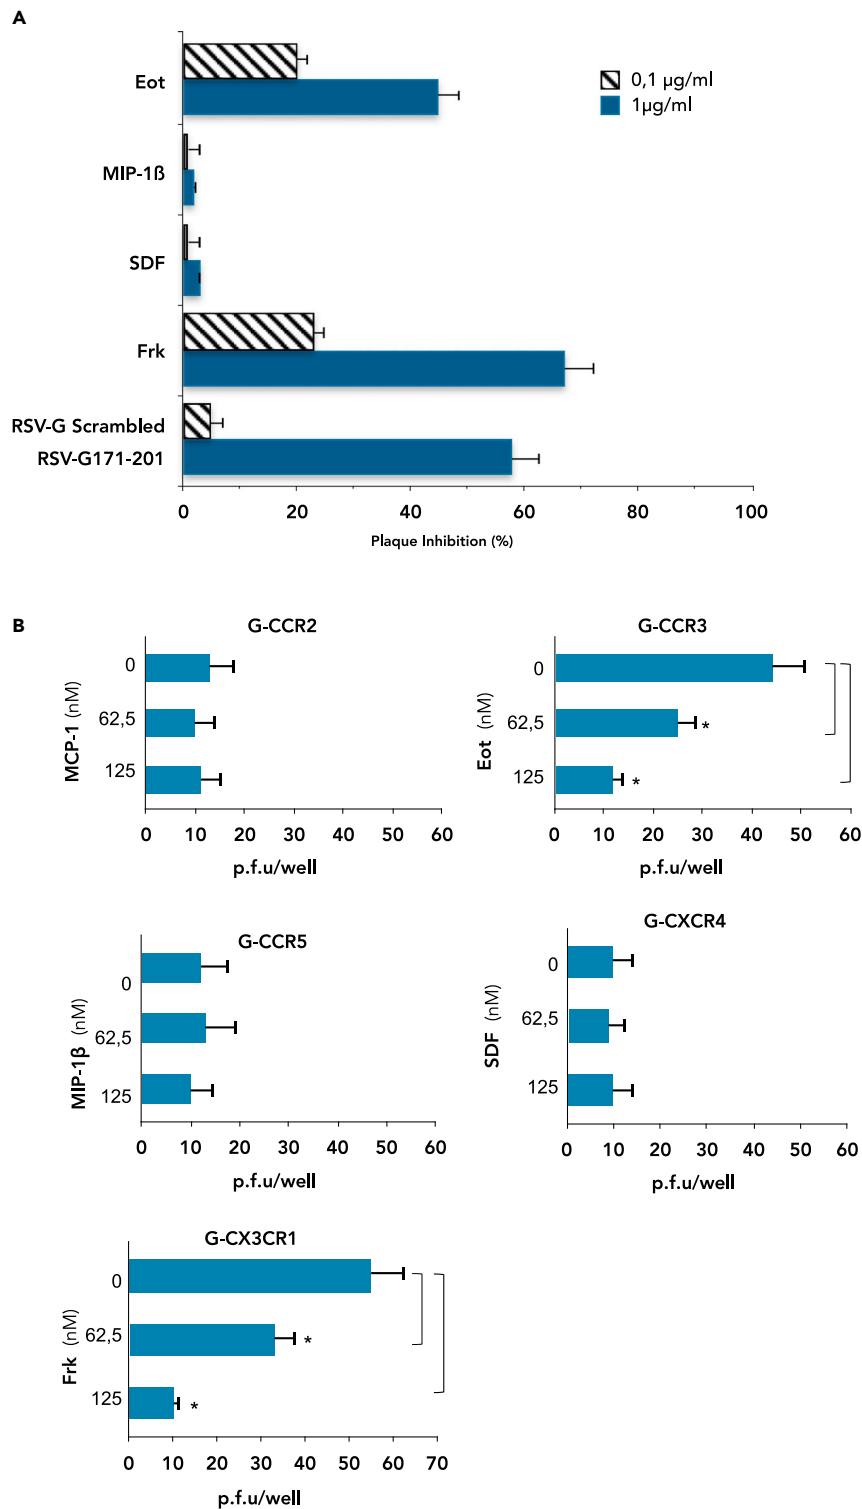 A
Eot
MIP-1ß
SDF
Frk
RSV-G Scrambled
RSV-G171-201
0,1 µg/ml
1µg/ml
0 20 40 60 80 100
Plaque Inhibition (%)
B
G-CCR2
MCP-1 (nM)
0
62,5
125
0 10 20 30 40 50 60
p.f.u/well
G-CCR3
Eot (nM)
0
62,5 *
125 *
0 10 20 30 40 50 60
p.f.u/well
G-CCR5
MIP-1β (nM)
0
62,5
125
0 10 20 30 40 50 60
p.f.u/well
G-CXCR4
SDF (nM)
0
62,5
125
0 10 20 30 40 50 60
p.f.u/well
G-CX3CR1
Frk (nM)
0
62,5 *
125 *
0 10 20 30 40 50 60 70
p.f.u/well